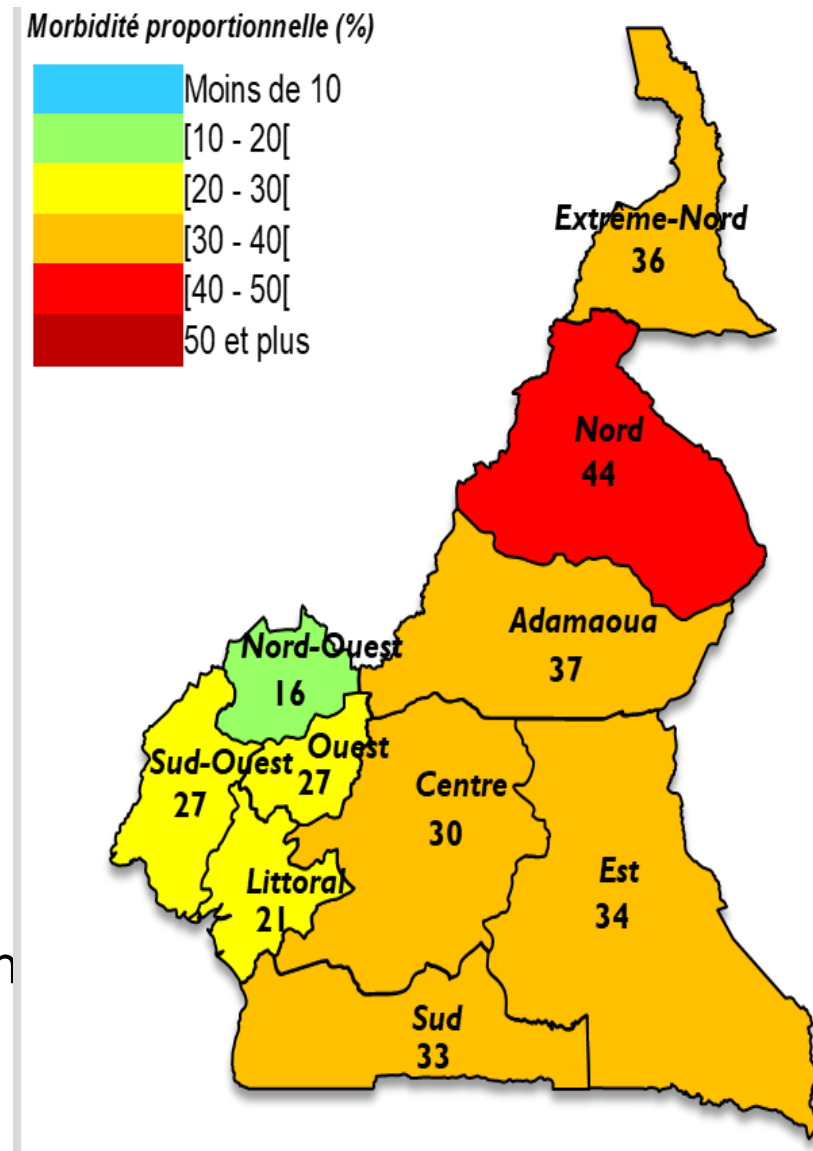 Morbidité proportionnelle (%)
Moins de 10
[10 - 20[
[20 - 30[
[30 - 40[
[40 - 50[
50 et plus
Extrême-Nord
36
Nord
44
Adamaoua
37
Nord-Ouest
16
Ouest
27
Sud-Ouest
27
Centre
30
Est
34
Littoral
21
Sud
33